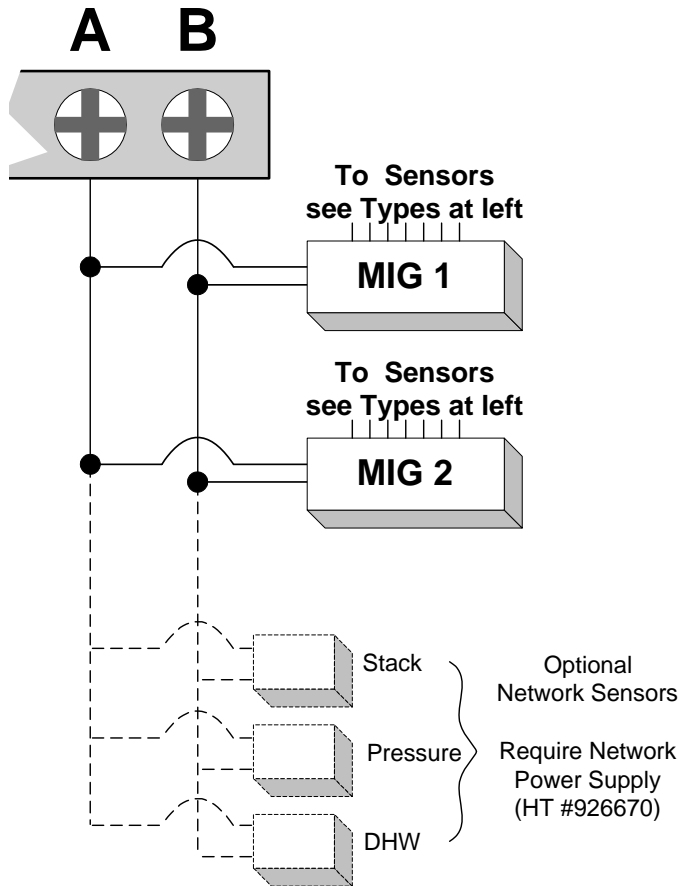 A B
To Sensors
see Types at left
MIG 1
To Sensors
see Types at left
MIG 2
Stack
Pressure
DHW
Optional
Network Sensors
Require Network
Power Supply
(HT #926670)